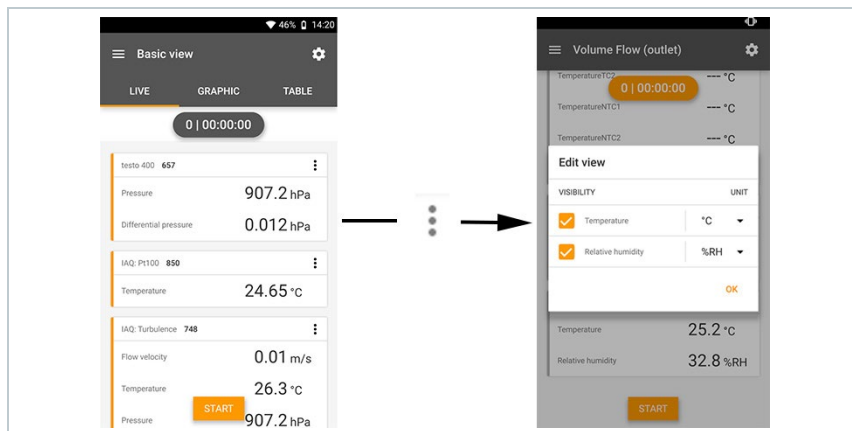 46% 14:20
Basic view
LIVE GRAPHIC TABLE
0 | 00:00:00
testo 400 657
Pressure 907.2 hPa
Differential pressure 0.012 hPa
IAQ: Pt100 850
Temperature 24.65 °C
IAQ: Turbulence 748
Flow velocity 0.01 m/s
Temperature 26.3 °C
START
Pressure 907.2 hPa
Volume Flow (outlet)
TemperatureTC2 --- °C
0 | 00:00:00
TemperatureNTC1 --- °C
TemperatureNTC2 --- °C
Edit view
VISIBILITY UNIT
Temperature °C
Relative humidity %RH
OK
Temperature 25.2 °C
Relative humidity 32.8 %RH
START